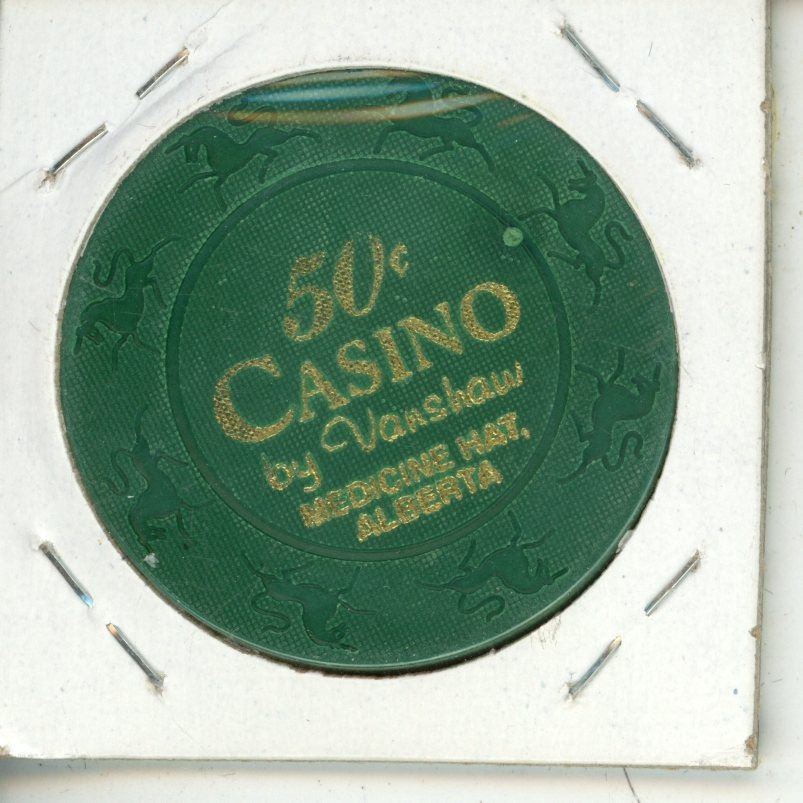 50¢
CASINO
by Vanshaw
MEDICINE HAT,
ALBERTA